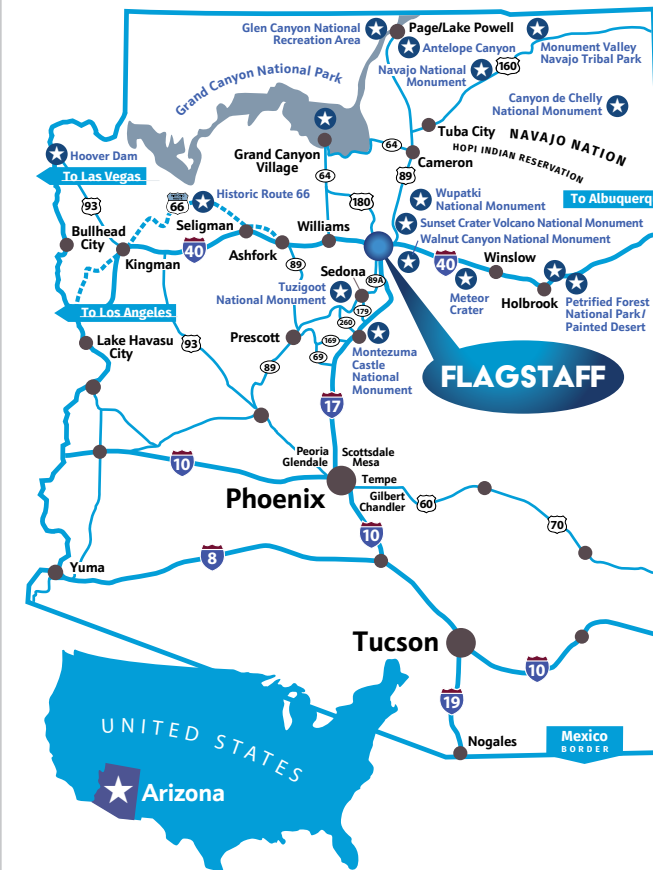 Glen Canyon National
Recreation Area
Page/Lake Powell
Antelope Canyon
Monument Valley
Navajo Tribal Park
Navajo National
Monument
160
Grand Canyon National Park
Canyon de Chelly
National Monument
Tuba City
NAVAJO NATION
HOPI INDIAN RESERVATION
64
Cameron
Hoover Dam
To Las Vegas
Grand Canyon
Village
64
89
93
66
Historic Route 66
180
Wupatki
National Monument
To Albuquerq
Bullhead
City
Seligman
Williams
Sunset Crater Volcano National Monument
Walnut Canyon National Monument
Kingman
40
Ashfork
40
Winslow
89
Sedona
89A
Tuzigoot
National Monument
Meteor
Crater
Holbrook
Petrified Forest
National Park/
Painted Desert
To Los Angeles
179
260
Lake Havasu
City
93
Prescott
169
69
89
Montezuma
Castle
National
Monument
FLAGSTAFF
17
Peoria
Glendale
Scottsdale
Mesa
10
Tempe
Phoenix
Gilbert
Chandler
60
70
10
8
Yuma
Tucson
10
19
Nogales
Mexico
BORDER
UNITED STATES
Arizona